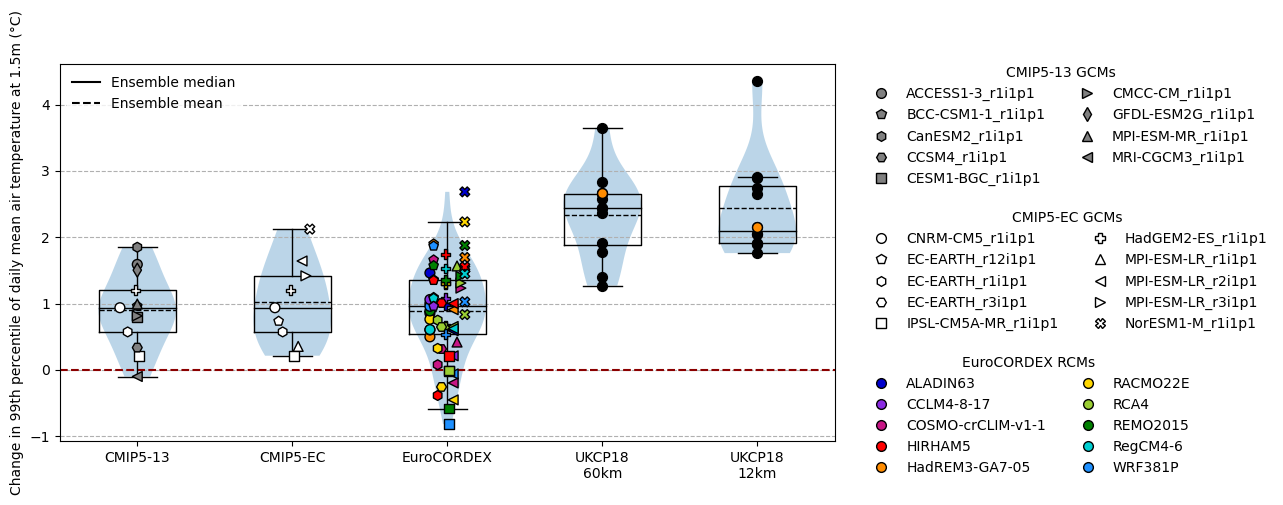 Change in 99th percentile of daily mean air temperature at 1.5m (°C)
4
3
2
1
0
−1
Ensemble median
Ensemble mean
CMIP5-13
CMIP5-EC
EuroCORDEX
UKCP18
60km
UKCP18
12km
CMIP5-13 GCMs
ACCESS1-3_r1i1p1
BCC-CSM1-1_r1i1p1
CanESM2_r1i1p1
CCSM4_r1i1p1
CESM1-BGC_r1i1p1
CMCC-CM_r1i1p1
GFDL-ESM2G_r1i1p1
MPI-ESM-MR_r1i1p1
MRI-CGCM3_r1i1p1
CMIP5-EC GCMs
CNRM-CM5_r1i1p1
EC-EARTH_r12i1p1
EC-EARTH_r1i1p1
EC-EARTH_r3i1p1
IPSL-CM5A-MR_r1i1p1
HadGEM2-ES_r1i1p1
MPI-ESM-LR_r1i1p1
MPI-ESM-LR_r2i1p1
MPI-ESM-LR_r3i1p1
NorESM1-M_r1i1p1
EuroCORDEX RCMs
ALADIN63
CCLM4-8-17
COSMO-crCLIM-v1-1
HIRHAM5
HadREM3-GA7-05
RACMO22E
RCA4
REMO2015
RegCM4-6
WRF381P